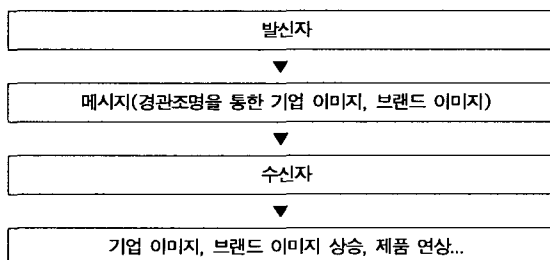 발신자
메시지(경관조명을 통한 기업 이미지, 브랜드 이미지)
수신자
기업 이미지, 브랜드 이미지 상승, 제품 연상...